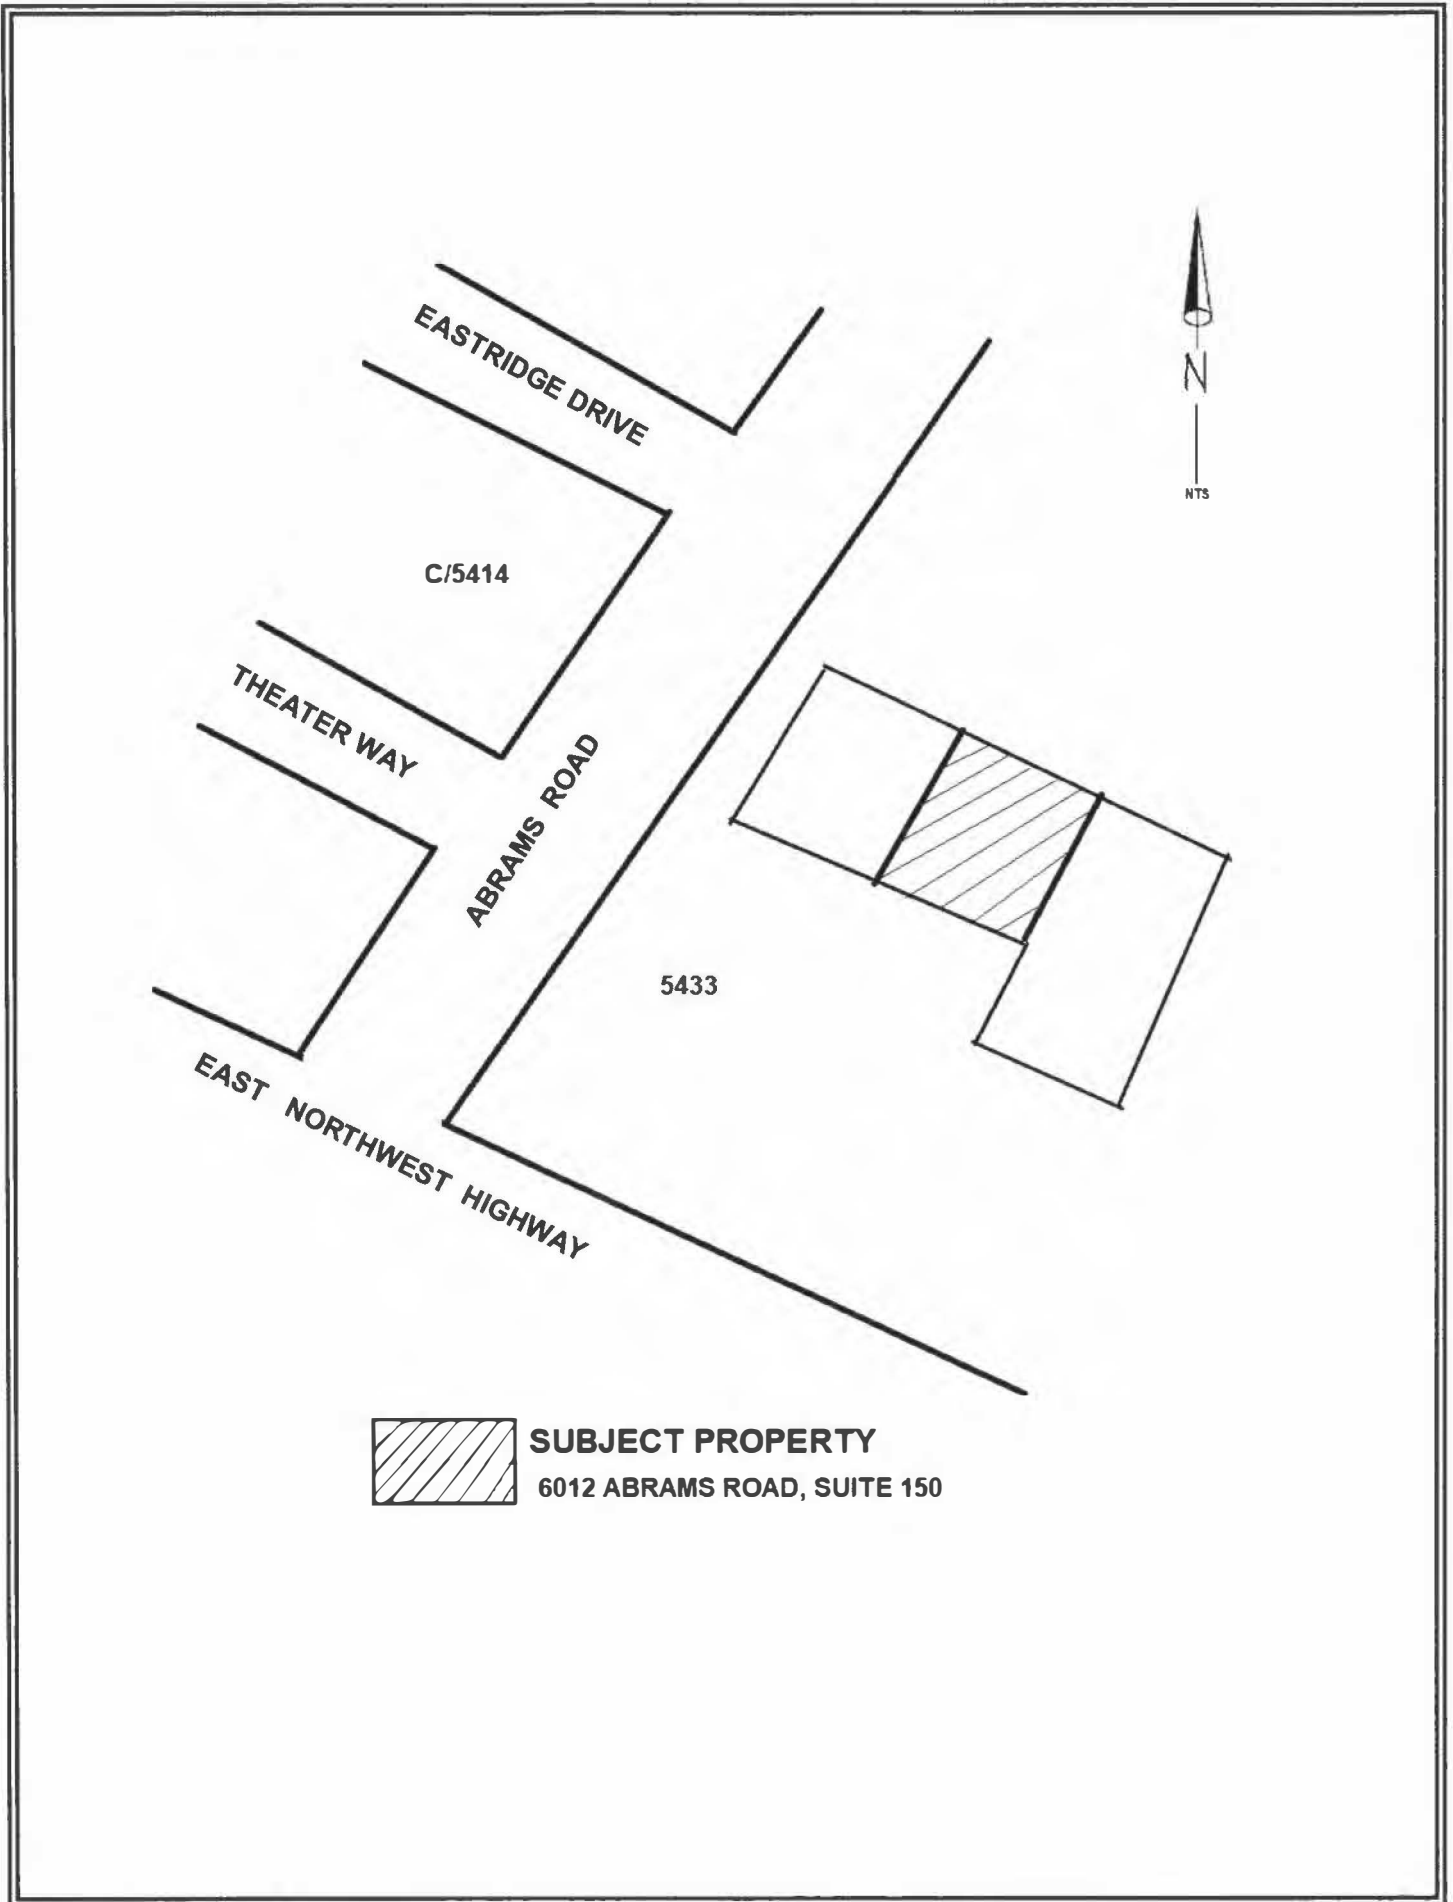 EASTRIDGE DRIVE
N
NTS
C/5414
THEATER WAY
ABRAMS ROAD
5433
EAST NORTHWEST HIGHWAY
SUBJECT PROPERTY
6012 ABRAMS ROAD, SUITE 150